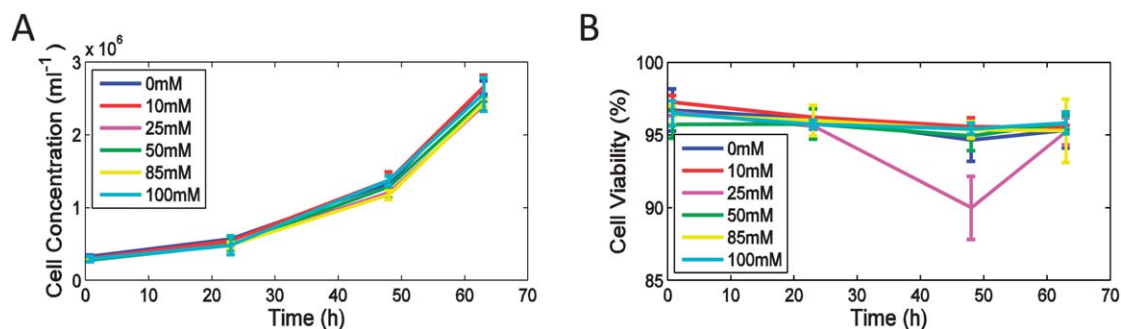 A
B
x 10^6
Cell Concentration (ml^-1)
3
2
1
0
0mM
10mM
25mM
50mM
85mM
100mM
0 10 20 30 40 50 60 70
Time (h)
Cell Viability (%)
100
95
90
85
0mM
10mM
25mM
50mM
85mM
100mM
0 10 20 30 40 50 60 70
Time (h)